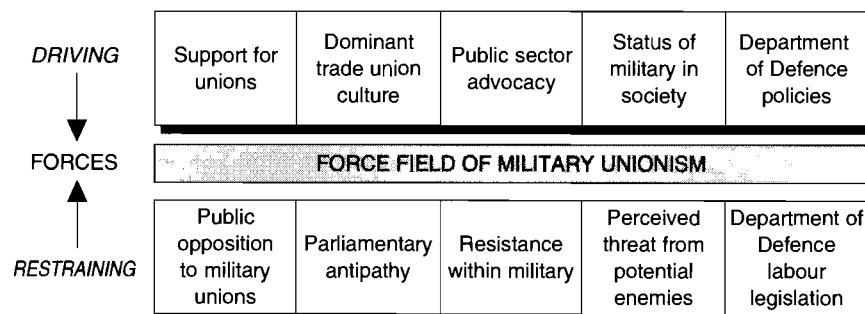 DRIVING
Support for
unions
Dominant
trade union
culture
Public sector
advocacy
Status of
military in
society
Department
of Defence
policies
FORCES
FORCE FIELD OF MILITARY UNIONISM
RESTRAINING
Public
opposition
to military
unions
Parliamentary
antipathy
Resistance
within military
Perceived
threat from
potential
enemies
Department of
Defence
labour
legislation